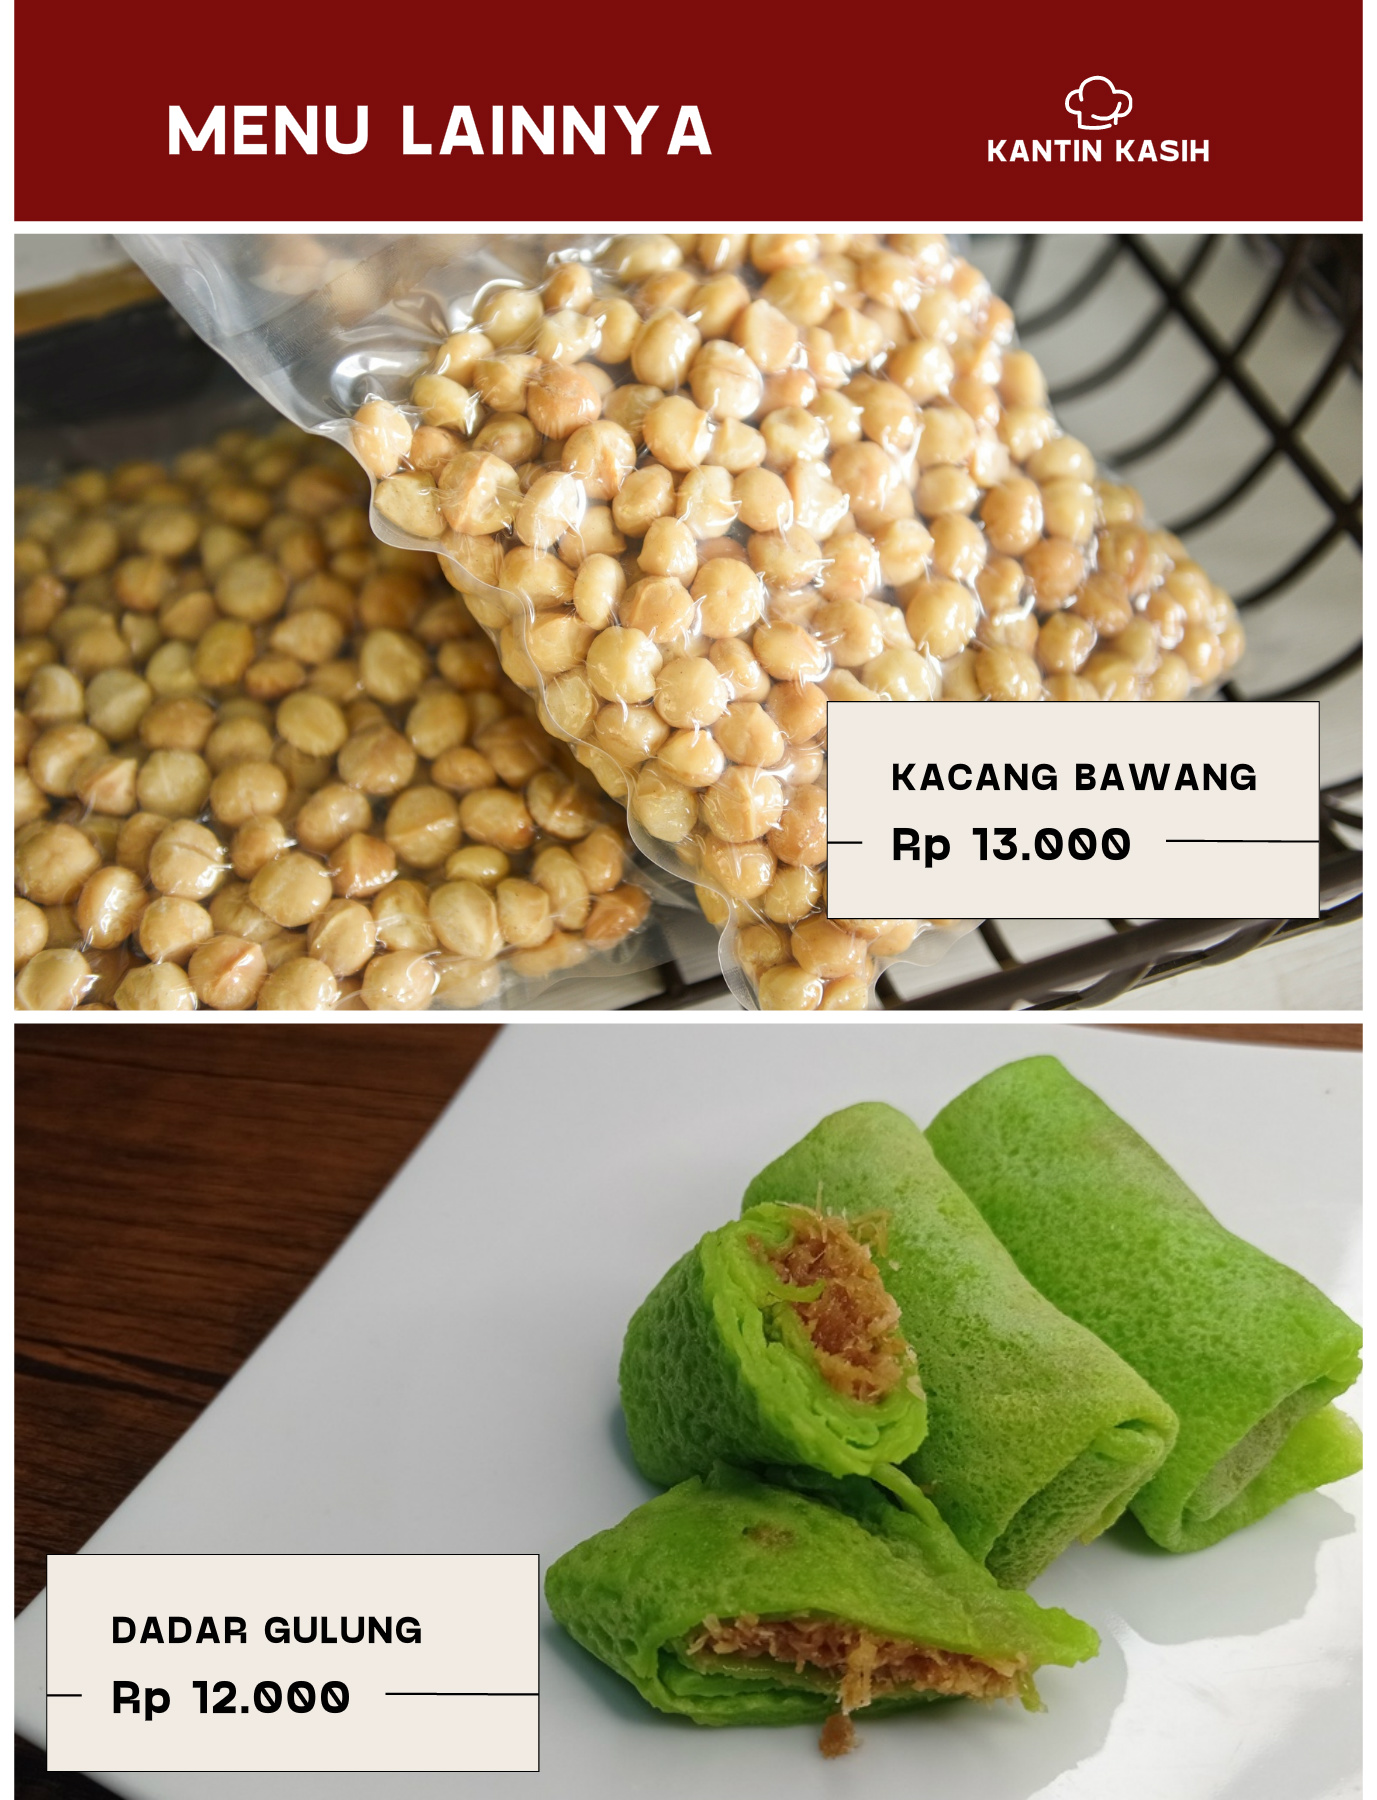 MENU LAINNYA
KANTIN KASIH
KACANG BAWANG
Rp 13.000
DADAR GULUNG
Rp 12.000